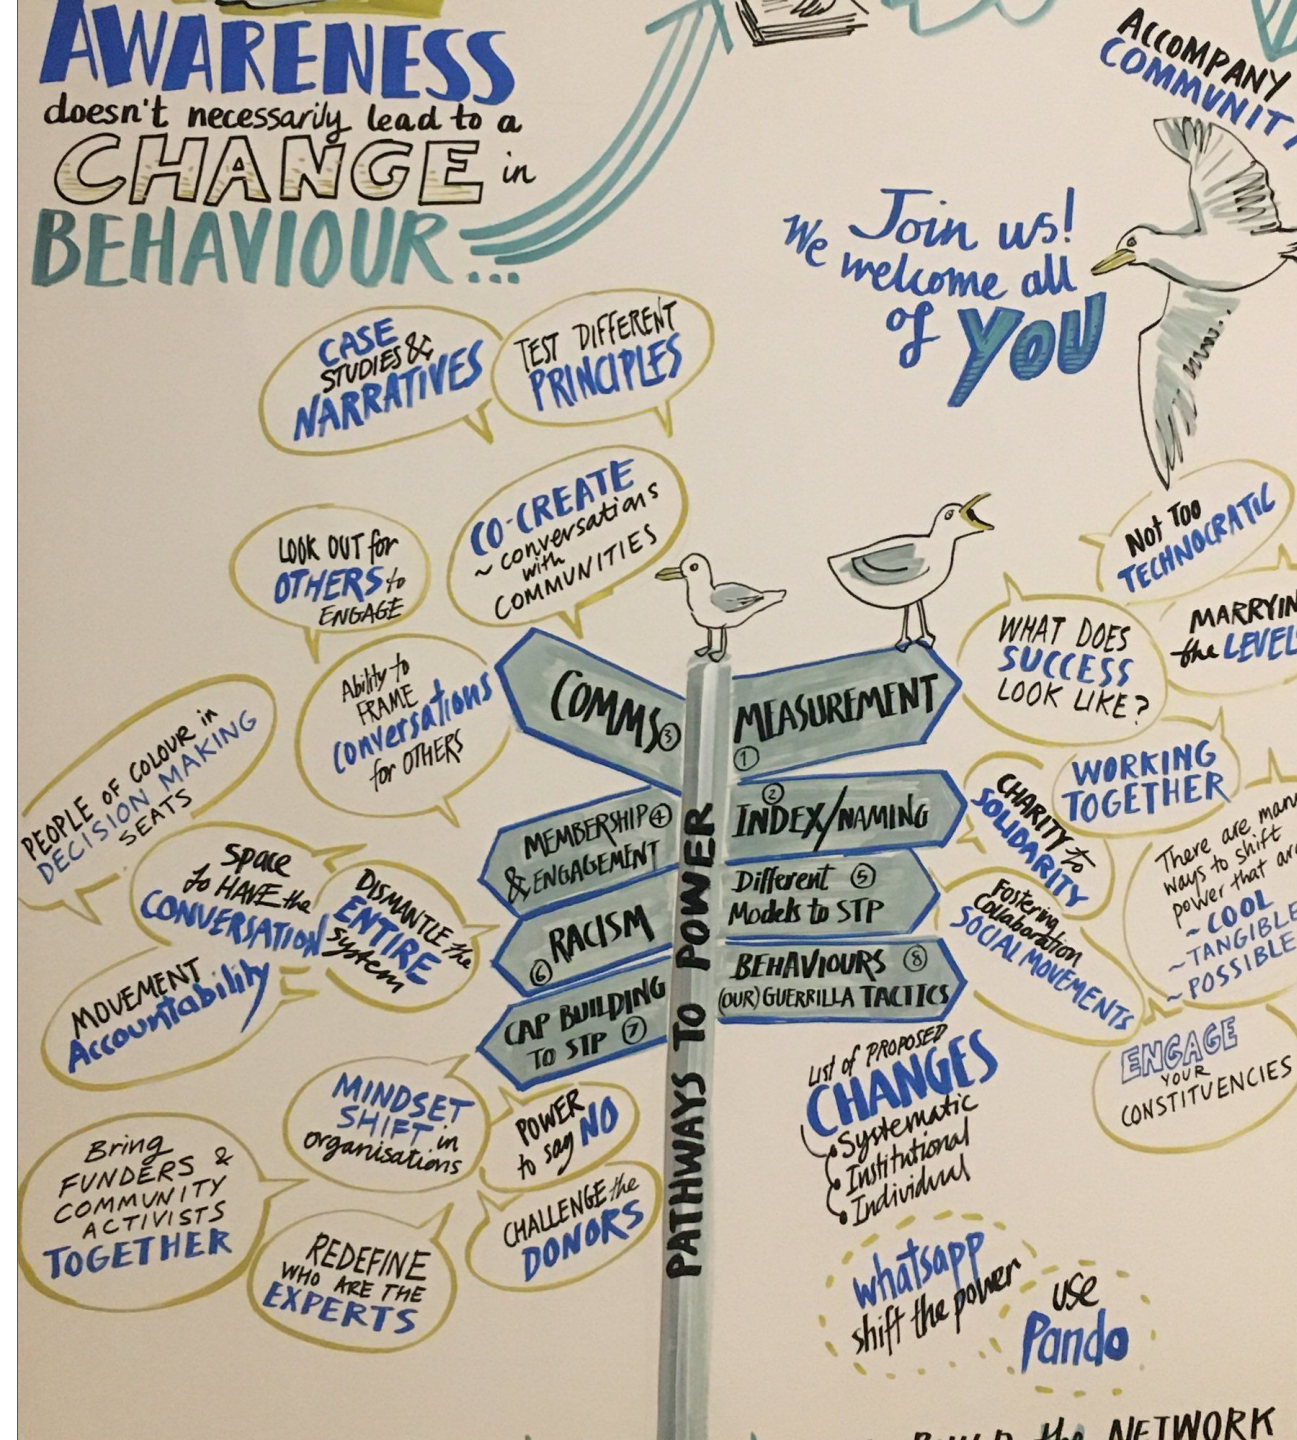 AWARENESS
doesn't necessarily lead to a
CHANGE in
BEHAVIOUR...
ACCOMPANY
COMMUNITY
Join us!
We welcome all
of YOU
CASE
STUDIES &
NARRATIVES
TEST DIFFERENT
PRINCIPLES
LOOK OUT for
OTHERS to
ENGAGE
CO-CREATE
~ conversations
with
COMMUNITIES
Ability to
FRAME
conversations
for OTHERS
PEOPLE OF COLOUR in
DECISION MAKING
SEATS
Space
to HAVE the
CONVERSATION
DISMANTLE the
ENTIRE
system
MOVEMENT
Accountability
MINDSET
SHIFT in
organisations
POWER
to say NO
Bring
FUNDERS &
COMMUNITY
ACTIVISTS
TOGETHER
REDEFINE
WHO ARE THE
EXPERTS
CHALLENGE the
DONORS
COMMS 3
MEMBERSHIP 4
& ENGAGEMENT
RACISM
6
CAP BUILDING
TO STP 7
PATHWAYS TO POWER
MEASUREMENT
1
2
INDEX/NAMING
Different 5
Models to STP
BEHAVIOURS 8
(OUR) GUERRILLA TACTICS
NOT TOO
TECHNOCRATIC
WHAT DOES
SUCCESS
LOOK LIKE?
MARRYIN
the LEVEL
WORKING
TOGETHER
CHARITY to
SOLIDARITY
Fostering
Collaboration
SOCIAL MOVEMENTS
There are man
ways to shift
power that are
~ COOL
~ TANGIBLE
~ POSSIBLE
ENGAGE
YOUR
CONSTITUENCIES
LIST of PROPOSED
CHANGES
Systematic
Institutional
Individual
whatsapp
shift the power
use
Pando
BUILD the NETWORK